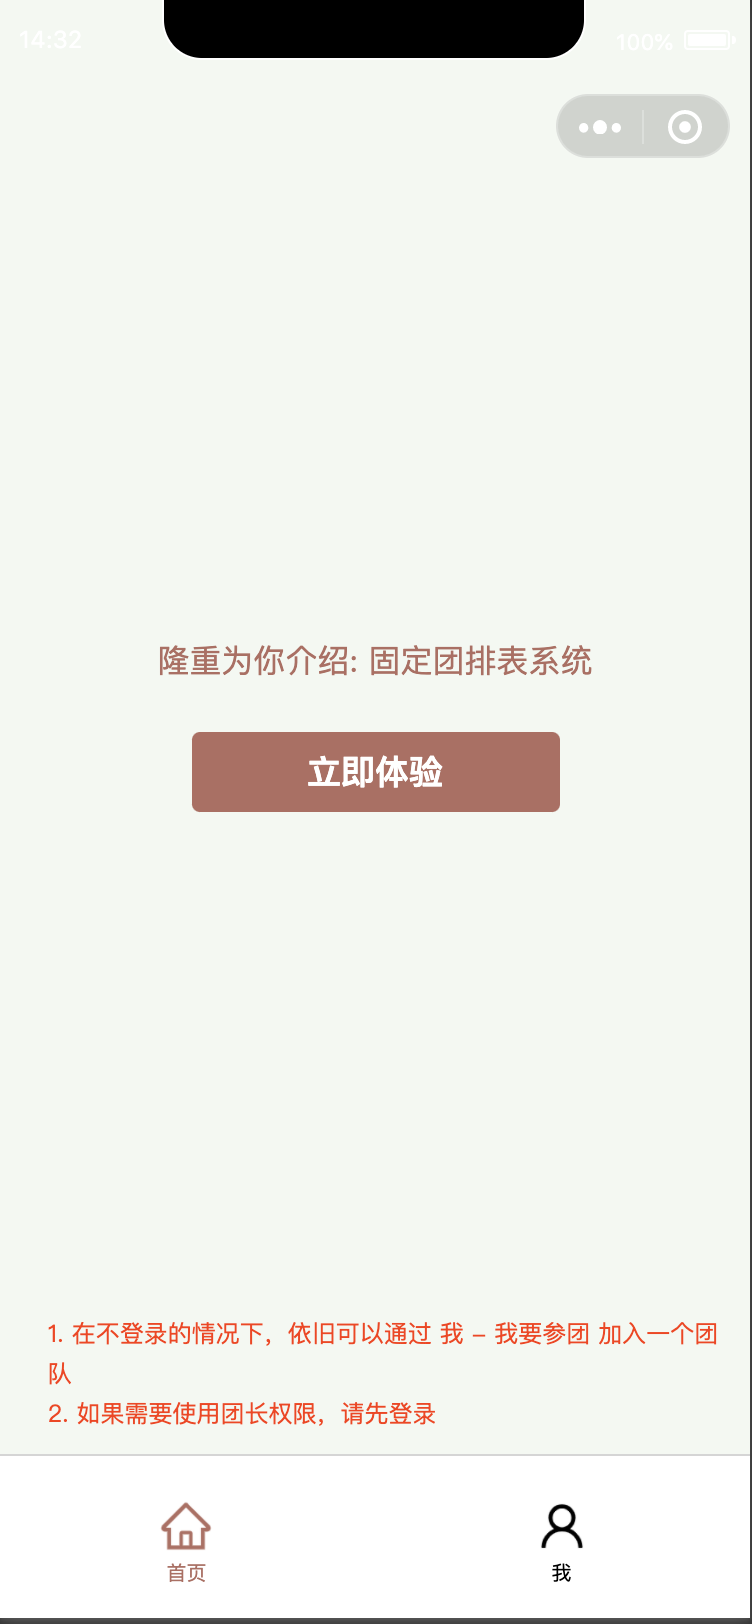 14:32
100%
隆重为你介绍: 固定团排表系统
立即体验
1. 在不登录的情况下，依旧可以通过 我 – 我要参团 加入一个团
队
2. 如果需要使用团长权限，请先登录
首页
我